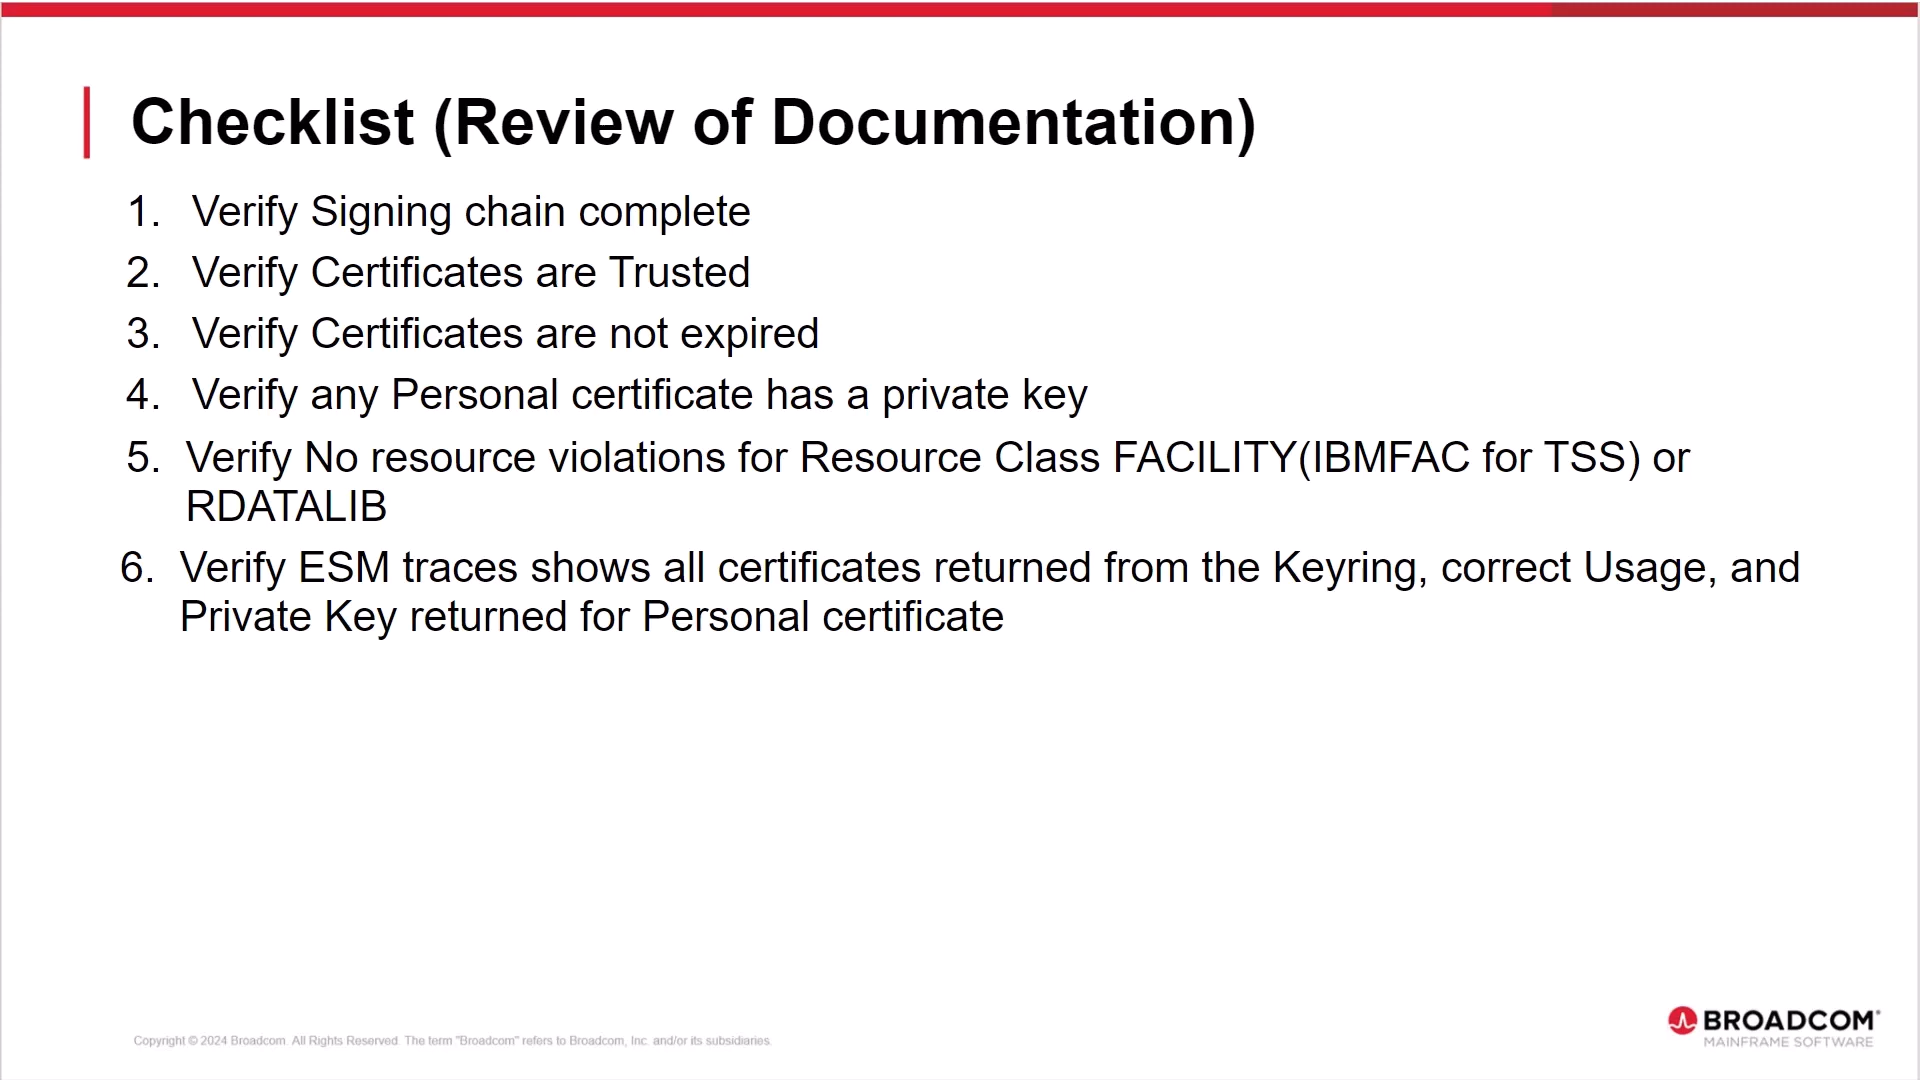 Checklist (Review of Documentation)
1. Verify Signing chain complete
2. Verify Certificates are Trusted
3. Verify Certificates are not expired
4. Verify any Personal certificate has a private key
5. Verify No resource violations for Resource Class FACILITY(IBMFAC for TSS) or
RDATALIB
6. Verify ESM traces shows all certificates returned from the Keyring, correct Usage, and
Private Key returned for Personal certificate
Copyright © 2024 Broadcom. All Rights Reserved. The term "Broadcom" refers to Broadcom, Inc. and/or its subsidiaries.
BROADCOM®
MAINFRAME SOFTWARE